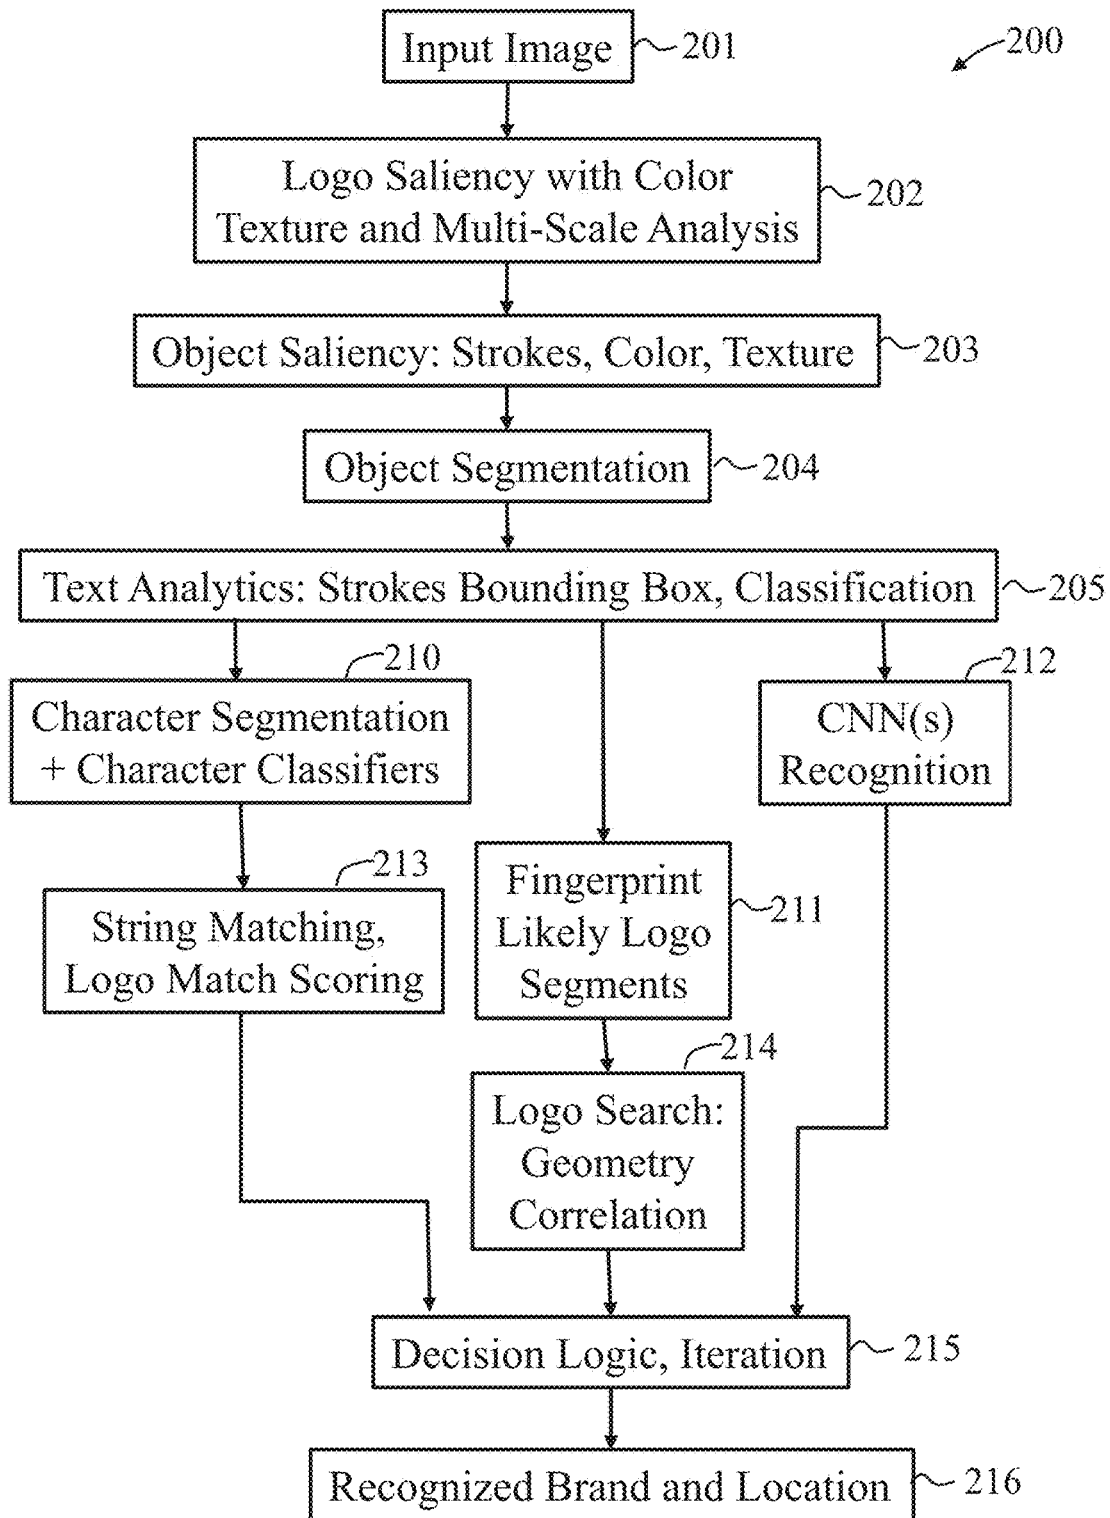 200
Input Image
201
Logo Saliency with Color
Texture and Multi-Scale Analysis
202
Object Saliency: Strokes, Color, Texture
203
Object Segmentation
204
Text Analytics: Strokes Bounding Box, Classification
205
210
Character Segmentation
+ Character Classifiers
212
CNN(s)
Recognition
213
String Matching,
Logo Match Scoring
Fingerprint
Likely Logo
Segments
211
214
Logo Search:
Geometry
Correlation
Decision Logic, Iteration
215
Recognized Brand and Location
216